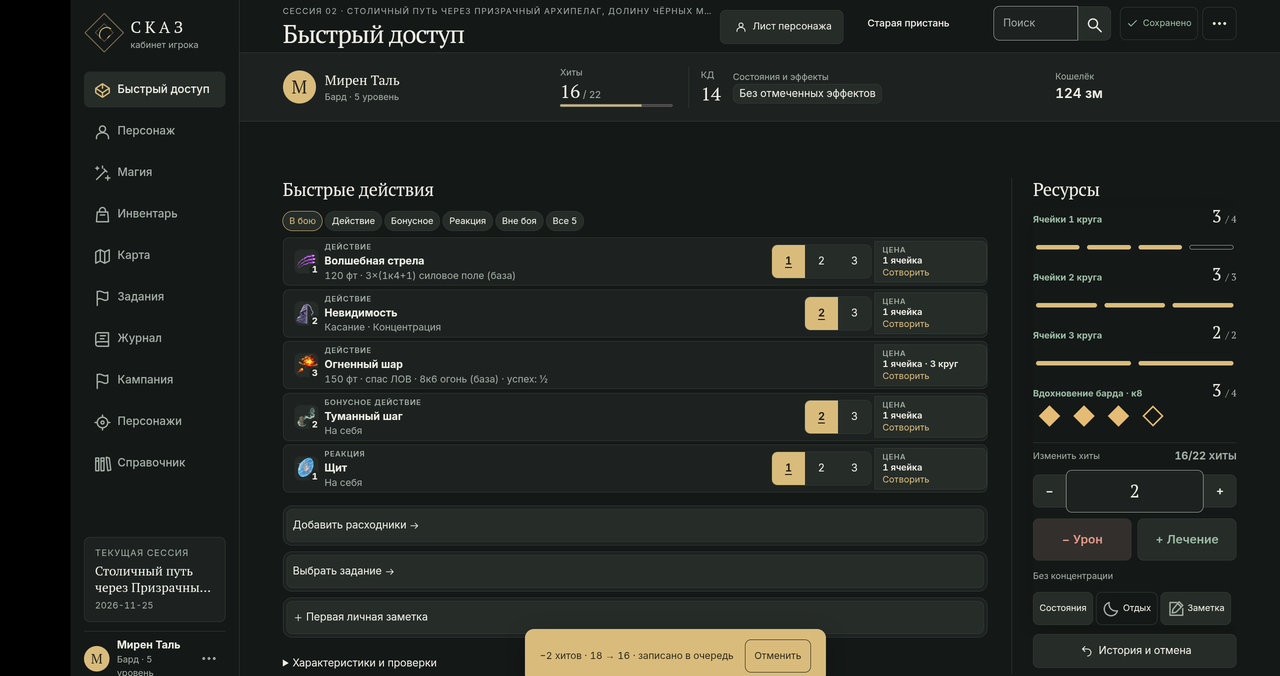 СКАЗ
кабинет игрока
Быстрый доступ
Персонаж
Магия
Инвентарь
Карта
Задания
Журнал
Кампания
Персонажи
Справочник
ТЕКУЩАЯ СЕССИЯ
Столичный путь
через Призрачны...
2026-11-25
М
Мирен Таль
Бард · 5
уровень
СЕССИЯ 02 · СТОЛИЧНЫЙ ПУТЬ ЧЕРЕЗ ПРИЗРАЧНЫЙ АРХИПЕЛАГ, ДОЛИНУ ЧЁРНЫХ М...
Быстрый доступ
Лист персонажа
Старая пристань
Поиск
Сохранено
М
Мирен Таль
Бард · 5 уровень
Хиты
16 / 22
КД
14
Состояния и эффекты
Без отмеченных эффектов
Кошелёк
124 зм
Быстрые действия
В бою Действие Бонусное Реакция Вне боя Все 5
ДЕЙСТВИЕ
Волшебная стрела
120 фт · 3×(1к4+1) силовое поле (база)
1
1 2 3
ЦЕНА
1 ячейка
Сотворить
ДЕЙСТВИЕ
Невидимость
Касание · Концентрация
2
2 3
ЦЕНА
1 ячейка
Сотворить
ДЕЙСТВИЕ
Огненный шар
150 фт · спас ЛОВ · 8к6 огонь (база) · успех: ½
3
ЦЕНА
1 ячейка · 3 круг
Сотворить
БОНУСНОЕ ДЕЙСТВИЕ
Туманный шаг
На себя
2
2 3
ЦЕНА
1 ячейка
Сотворить
РЕАКЦИЯ
Щит
На себя
1
1 2 3
ЦЕНА
1 ячейка
Сотворить
Добавить расходники →
Выбрать задание →
+ Первая личная заметка
▶ Характеристики и проверки
−2 хитов · 18 → 16 · записано в очередь
Отменить
Ресурсы
Ячейки 1 круга 3 / 4
Ячейки 2 круга 3 / 3
Ячейки 3 круга 2 / 2
Вдохновение барда · к8 3 / 4
Изменить хиты 16/22 хиты
− 2 +
− Урон + Лечение
Без концентрации
Состояния Отдых Заметка
История и отмена